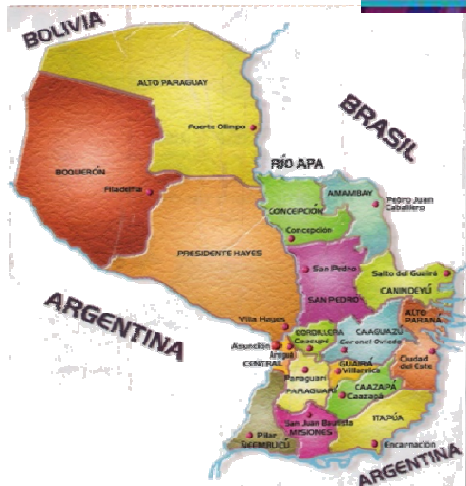 BOLIVIA
ALTO PARAGUAY
BRASIL
Puerto Olimpo
RÍO APA
BOQUERÓN
Filadelfia
AMAMBAY
Pedro Juan
Caballero
CONCEPCIÓN
Concepción
PRESIDENTE HAYES
San Pedro
Salto del Guairá
CANINDEYÚ
SAN PEDRO
ARGENTINA
Villa Hayes
ALTO
PARANÁ
CORDILLERA
CAAGUAZÚ
Caacupé
Coronel Oviedo
Asunción
Areguá
CENTRAL
GUAIRÁ
Villarrica
Ciudad
del Este
Paraguarí
PARAGUARÍ
CAAZAPÁ
Caazapá
San Juan Bautista
MISIONES
ITAPÚA
Pilar
ÑEEMBUCÚ
Encarnación
ARGENTINA